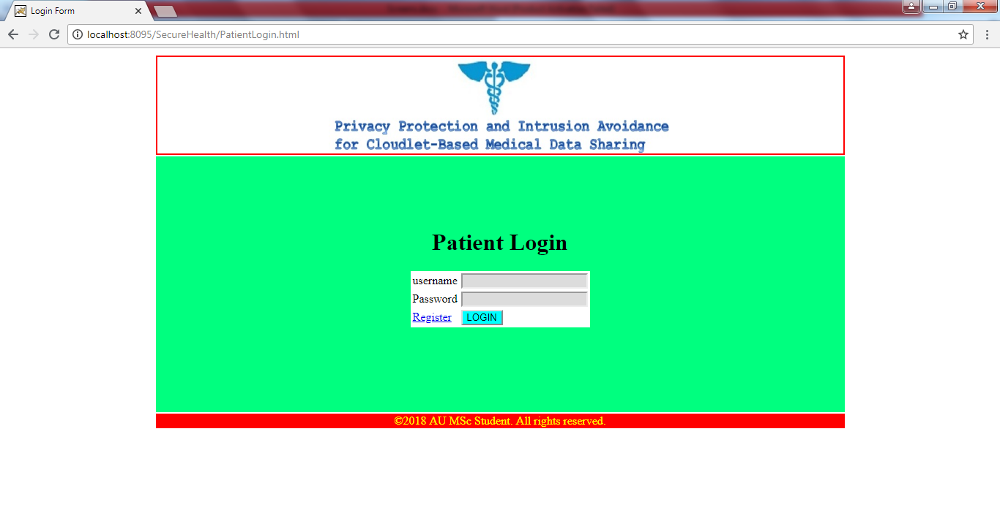 Login Form
localhost:8095/SecureHealth/PatientLogin.html
Privacy Protection and Intrusion Avoidance
for Cloudlet-Based Medical Data Sharing
Patient Login
username
Password
Register LOGIN
©2018 AU MSc Student. All rights reserved.